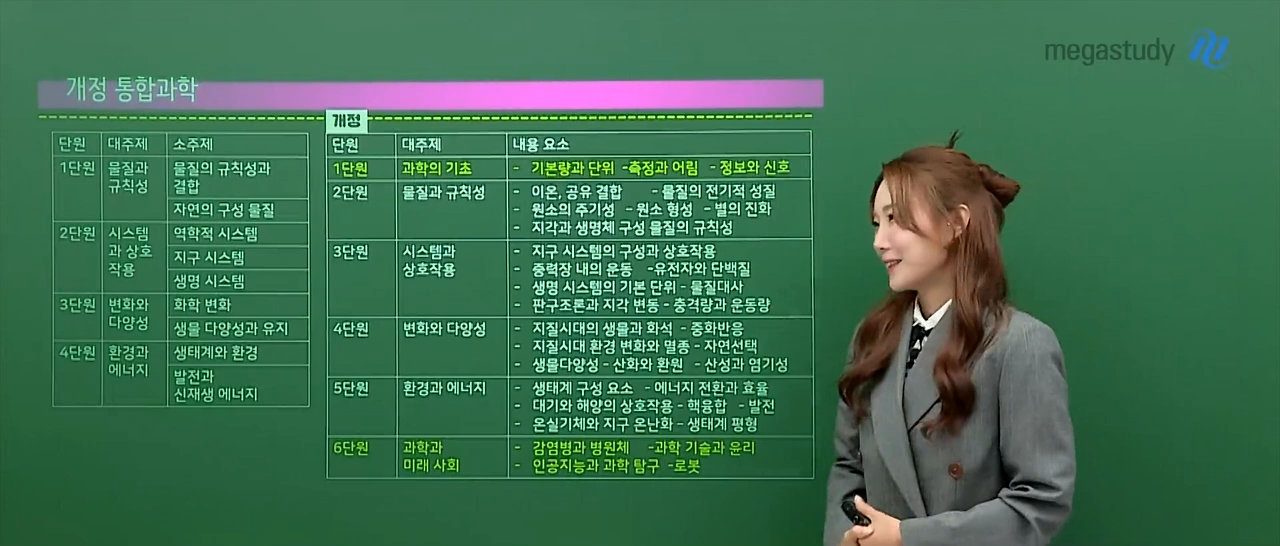 megastudy
개정 통합과학
단원 대주제 소주제
1단원 물질과 규칙성 물질의 규칙성과 결합
자연의 구성 물질
2단원 시스템과 상호작용 역학적 시스템
지구 시스템
생명 시스템
3단원 변화와 다양성 화학 변화
생물 다양성과 유지
4단원 환경과 에너지 생태계와 환경
발전과 신재생 에너지
개정
단원 대주제 내용 요소
1단원 과학의 기초 - 기본량과 단위 -측정과 어림 - 정보와 신호
2단원 물질과 규칙성 - 이온, 공유 결합 - 물질의 전기적 성질
- 원소의 주기성 - 원소 형성 - 별의 진화
- 지각과 생명체 구성 물질의 규칙성
3단원 시스템과 상호작용 - 지구 시스템의 구성과 상호작용
- 중력장 내의 운동 -유전자와 단백질
- 생명 시스템의 기본 단위 - 물질대사
- 판구조론과 지각 변동 - 충격량과 운동량
4단원 변화와 다양성 - 지질시대의 생물과 화석 - 중화반응
- 지질시대 환경 변화와 멸종 - 자연선택
- 생물다양성 - 산화와 환원 - 산성과 염기성
5단원 환경과 에너지 - 생태계 구성 요소 - 에너지 전환과 효율
- 대기와 해양의 상호작용 - 핵융합 - 발전
- 온실기체와 지구 온난화 - 생태계 평형
6단원 과학과 미래 사회 - 감염병과 병원체 -과학 기술과 윤리
- 인공지능과 과학 탐구 -로봇